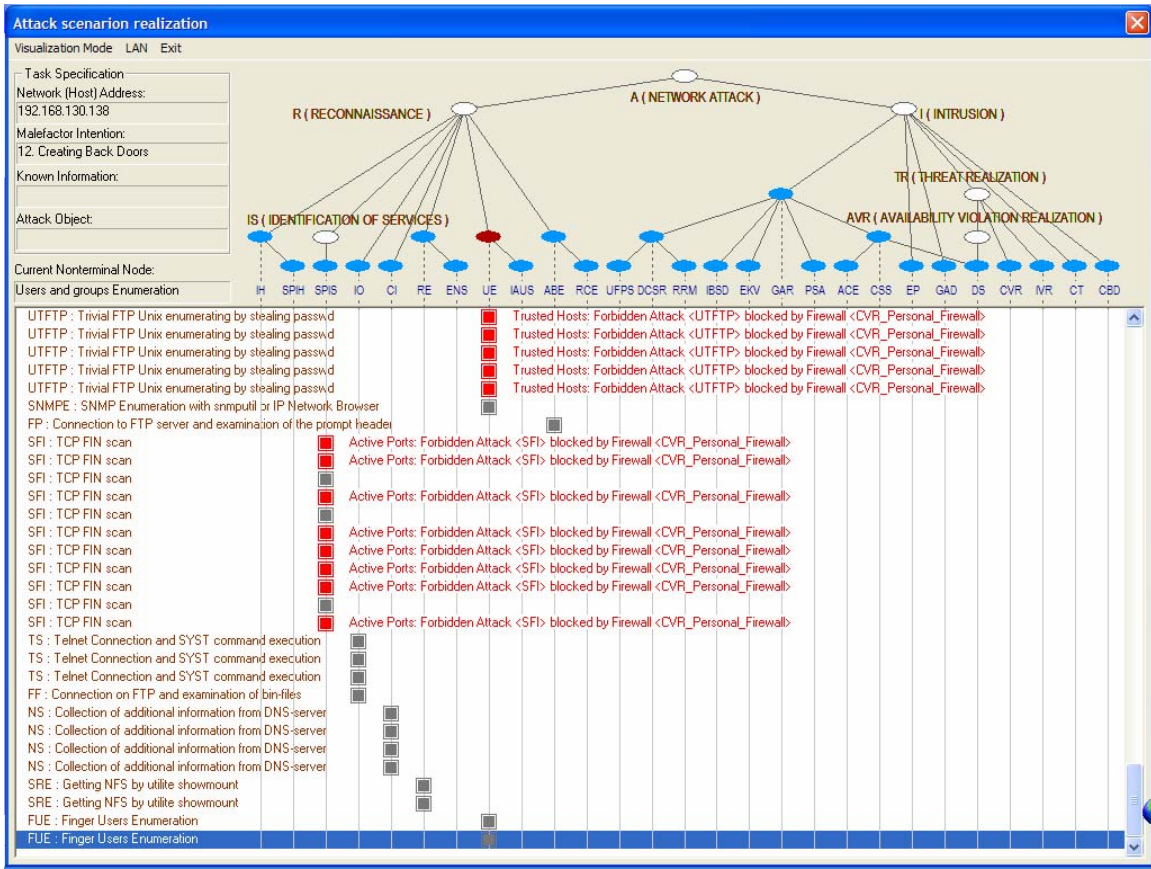 Attack scenarion realization
Visualization Mode LAN Exit
Task Specification
Network (Host) Address:
192.168.130.138
Malefactor Intention:
12. Creating Back Doors
Known Information:
Attack Object:
Current Nonterminal Node:
Users and groups Enumeration
A ( NETWORK ATTACK )
R ( RECONNAISSANCE )
I ( INTRUSION )
TR ( THREAT REALIZATION )
IS ( IDENTIFICATION OF SERVICES )
AVR ( AVAILABILITY VIOLATION REALIZATION )
IH SPIH SPIS IO CI RE ENS UE IAUS ABE RCE UFPS DCSR RRM IBSD EKV GAR PSA ACE CSS EP GAD DS CVR IVR CT CBD
UTFTP : Trivial FTP Unix enumerating by stealing passwd Trusted Hosts: Forbidden Attack <UTFTP> blocked by Firewall <CVR_Personal_Firewall>
UTFTP : Trivial FTP Unix enumerating by stealing passwd Trusted Hosts: Forbidden Attack <UTFTP> blocked by Firewall <CVR_Personal_Firewall>
UTFTP : Trivial FTP Unix enumerating by stealing passwd Trusted Hosts: Forbidden Attack <UTFTP> blocked by Firewall <CVR_Personal_Firewall>
UTFTP : Trivial FTP Unix enumerating by stealing passwd Trusted Hosts: Forbidden Attack <UTFTP> blocked by Firewall <CVR_Personal_Firewall>
UTFTP : Trivial FTP Unix enumerating by stealing passwd Trusted Hosts: Forbidden Attack <UTFTP> blocked by Firewall <CVR_Personal_Firewall>
SNMPE : SNMP Enumeration with snmputil or IP Network Browser
FP : Connection to FTP server and examination of the prompt header
SFI : TCP FIN scan Active Ports: Forbidden Attack <SFI> blocked by Firewall <CVR_Personal_Firewall>
SFI : TCP FIN scan Active Ports: Forbidden Attack <SFI> blocked by Firewall <CVR_Personal_Firewall>
SFI : TCP FIN scan
SFI : TCP FIN scan Active Ports: Forbidden Attack <SFI> blocked by Firewall <CVR_Personal_Firewall>
SFI : TCP FIN scan
SFI : TCP FIN scan Active Ports: Forbidden Attack <SFI> blocked by Firewall <CVR_Personal_Firewall>
SFI : TCP FIN scan Active Ports: Forbidden Attack <SFI> blocked by Firewall <CVR_Personal_Firewall>
SFI : TCP FIN scan Active Ports: Forbidden Attack <SFI> blocked by Firewall <CVR_Personal_Firewall>
SFI : TCP FIN scan Active Ports: Forbidden Attack <SFI> blocked by Firewall <CVR_Personal_Firewall>
SFI : TCP FIN scan
SFI : TCP FIN scan Active Ports: Forbidden Attack <SFI> blocked by Firewall <CVR_Personal_Firewall>
TS : Telnet Connection and SYST command execution
TS : Telnet Connection and SYST command execution
TS : Telnet Connection and SYST command execution
FF : Connection on FTP and examination of bin-files
NS : Collection of additional information from DNS-server
NS : Collection of additional information from DNS-server
NS : Collection of additional information from DNS-server
NS : Collection of additional information from DNS-server
SRE : Getting NFS by utilite showmount
SRE : Getting NFS by utilite showmount
FUE : Finger Users Enumeration
FUE : Finger Users Enumeration